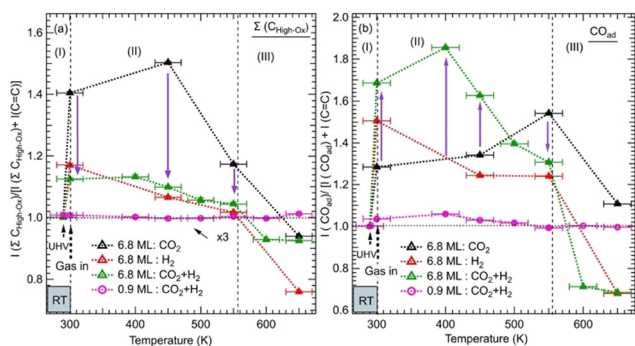 (a)
Σ (C_High-Ox)
(I)
(II)
(III)
I (Σ C_High-Ox)/[I (Σ C_High-Ox)+ I(C=C)]
1.6
1.4
1.2
1.0
0.8
x3
UHV
Gas in
6.8 ML : CO₂
6.8 ML : H₂
6.8 ML : CO₂+H₂
0.9 ML : CO₂+H₂
RT
300 400 500 600
Temperature (K)
(b)
CO_ad
(I)
(II)
(III)
I ( CO_ad)/[I ( CO_ad) + I (C=C)]
2.0
1.8
1.6
1.4
1.2
1.0
0.8
0.6
UHV
Gas in
6.8 ML : CO₂
6.8 ML : H₂
6.8 ML : CO₂+H₂
0.9 ML : CO₂+H₂
RT
300 400 500 600
Temperature (K)